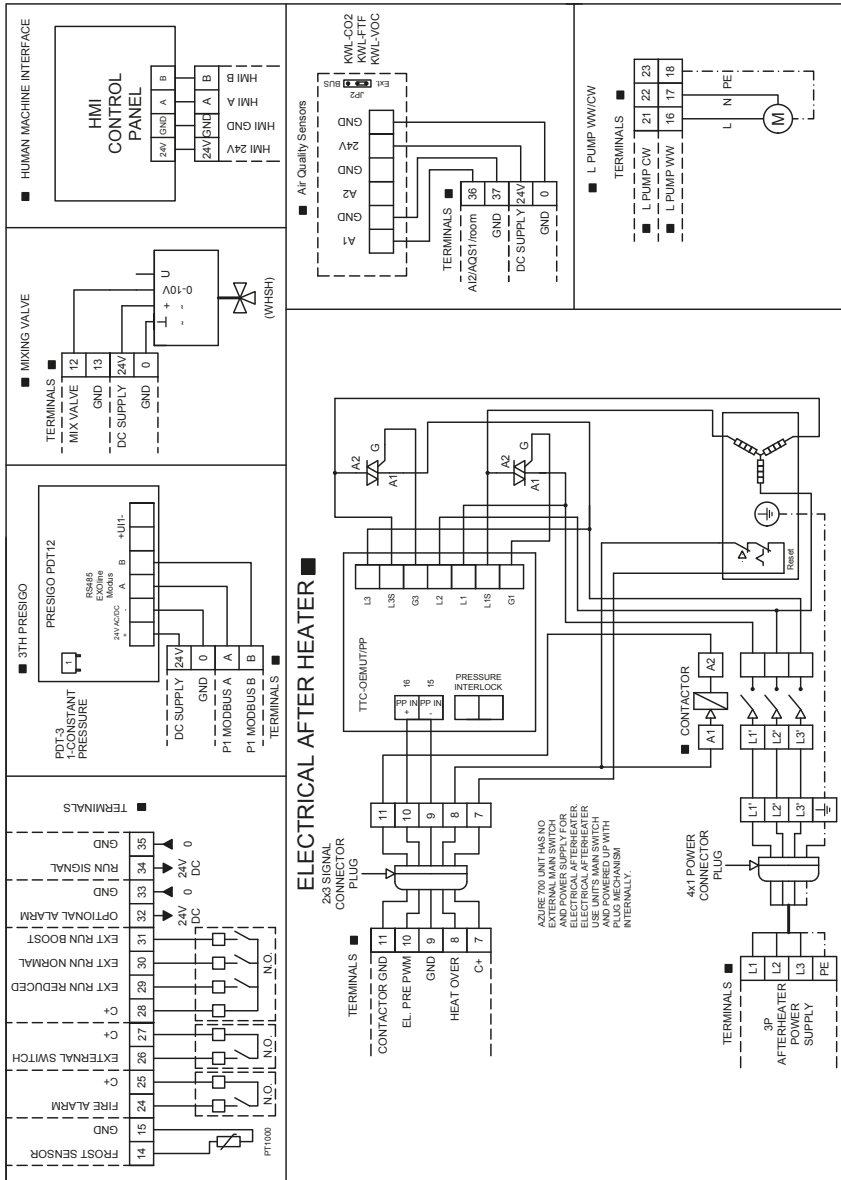 ■ HUMAN MACHINE INTERFACE
HMI
CONTROL
PANEL
24V
GND
A
B
24V
GND
A
B
HMI 24V
HMI GND
HMI A
HMI B
■ MIXING VALVE
TERMINALS ■
MIX VALVE
12
GND
13
DC SUPPLY
24V
GND
0
⊥
+
0-10V
U
~
~
(WHSH)
■ 3TH PRESIGO
PRESIGO PDT12
PDT-3
1-CONSTANT
PRESSURE
1
RS485
EXOline
Modus
24V AC/DC
+
-
A
B
+UI1-
DC SUPPLY
24V
GND
0
P1 MODBUS A
A
P1 MODBUS B
B
TERMINALS ■
TERMINALS ■
GND
35
0
RUN SIGNAL
34
24V
DC
GND
33
0
OPTIONAL ALARM
32
24V
DC
EXT RUN BOOST
31
EXT RUN NORMAL
30
EXT RUN REDUCED
29
C+
28
N.O.
C+
27
EXTERNAL SWITCH
26
N.O.
C+
25
FIRE ALARM
24
N.O.
GND
15
FROST SENSOR
14
PT1000
■ Air Quality Sensors
KWL-CO2
KWL-FTF
KWL-VOC
BUS
JP2
Ext.
A1
GND
A2
GND
24V
GND
TERMINALS ■
AI2/AQS1/room
36
GND
37
DC SUPPLY
24V
GND
0
■ L PUMP WW/CW
TERMINALS ■
■ L PUMP CW
21
22
23
■ L PUMP WW
16
17
18
L
N
PE
M
ELECTRICAL AFTER HEATER ■
2x3 SIGNAL
CONNECTOR
PLUG
TERMINALS ■
CONTACTOR GND
11
EL. PRE PWM
10
GND
9
HEAT OVER
8
C+
7
11
10
9
8
7
TTC-OEMUT/PP
PP IN
+
16
PP IN
-
15
PRESSURE
INTERLOCK
L3
L3S
G3
L2
L1
L1S
G1
A2
G
A1
A2
G
A1
Reset
■ CONTACTOR
A1
A2
L1'
L2'
L3'
L1'
L2'
L3'
4x1 POWER
CONNECTOR
PLUG
AZURE 700 UNIT HAS NO
EXTERNAL MAIN SWITCH
AND POWER SUPPLY FOR
ELECTRICAL AFTERHEATER.
ELECTRICAL AFTERHEATER
USE UNIT'S MAIN SWITCH
AND POWERED UP WITH
PLUG MECHANISM
INTERNALLY.
TERMINALS ■
3P
AFTERHEATER
POWER
SUPPLY
L1
L2
L3
PE